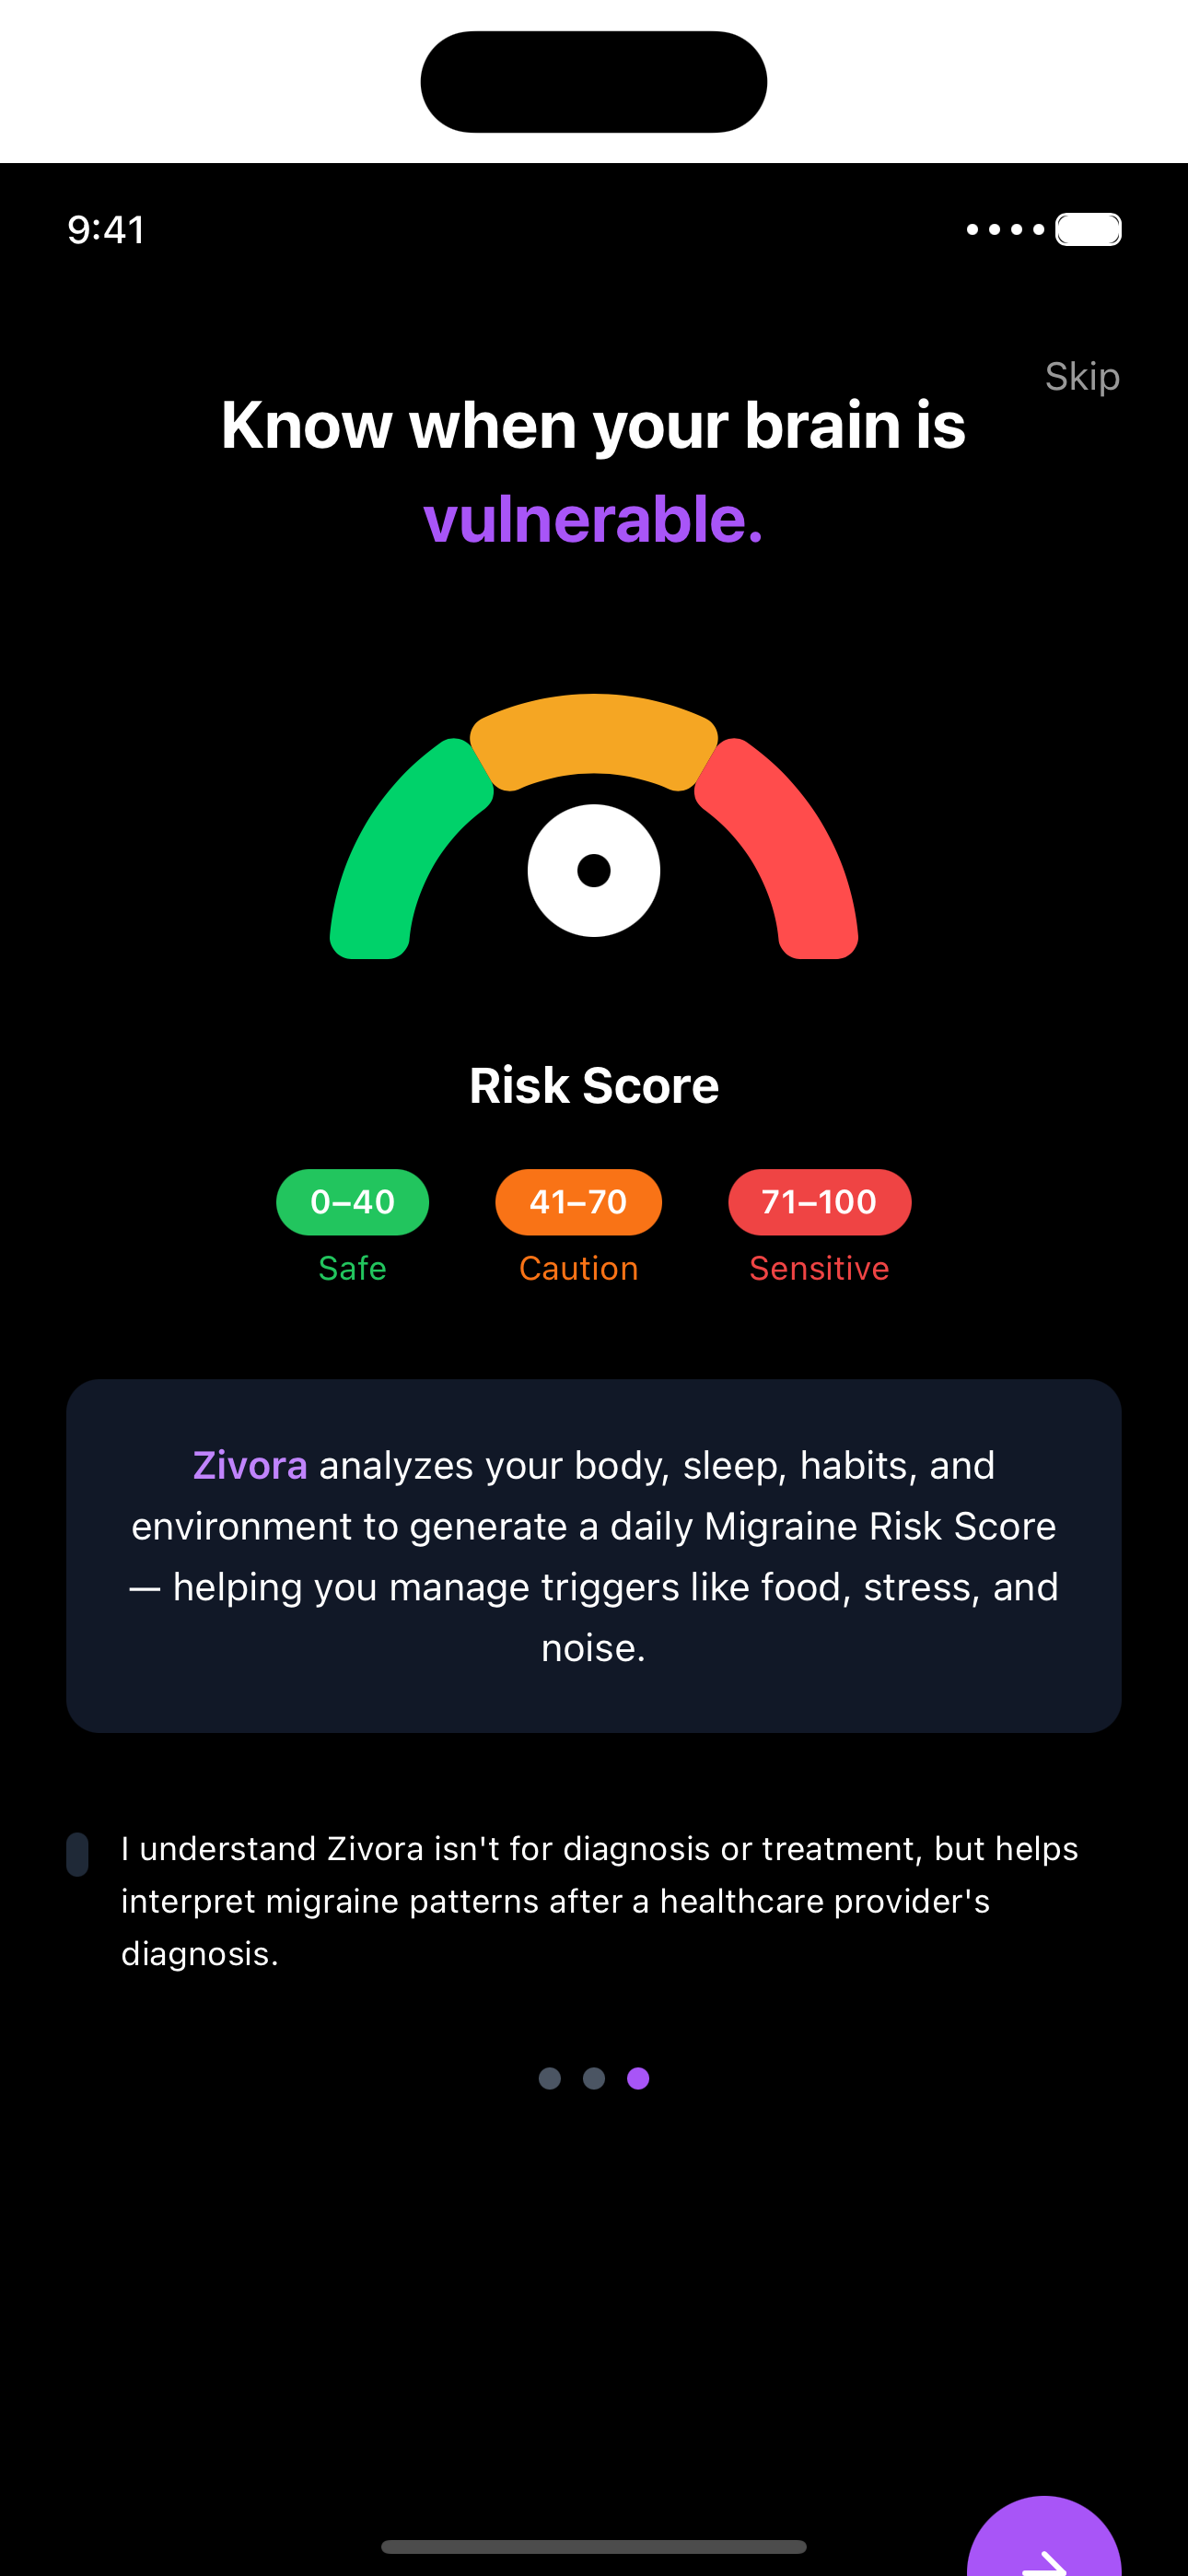 9:41
Skip
Know when your brain is
vulnerable.
Risk Score
0–40
41–70
71–100
Safe
Caution
Sensitive
Zivora analyzes your body, sleep, habits, and
environment to generate a daily Migraine Risk Score
— helping you manage triggers like food, stress, and
noise.
I understand Zivora isn't for diagnosis or treatment, but helps
interpret migraine patterns after a healthcare provider's
diagnosis.